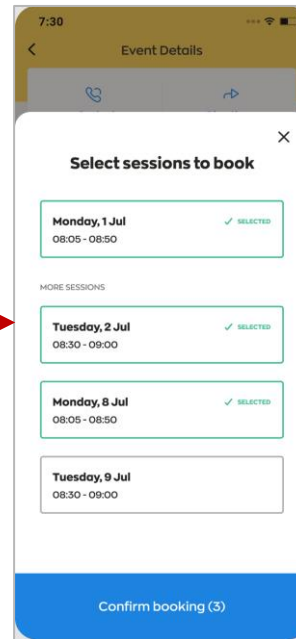 7:30
Event Details
×
Select sessions to book
Monday, 1 Jul
✓ SELECTED
08:05 - 08:50
MORE SESSIONS
Tuesday, 2 Jul
✓ SELECTED
08:30 - 09:00
Monday, 8 Jul
✓ SELECTED
08:05 - 08:50
Tuesday, 9 Jul
08:30 - 09:00
Confirm booking (3)